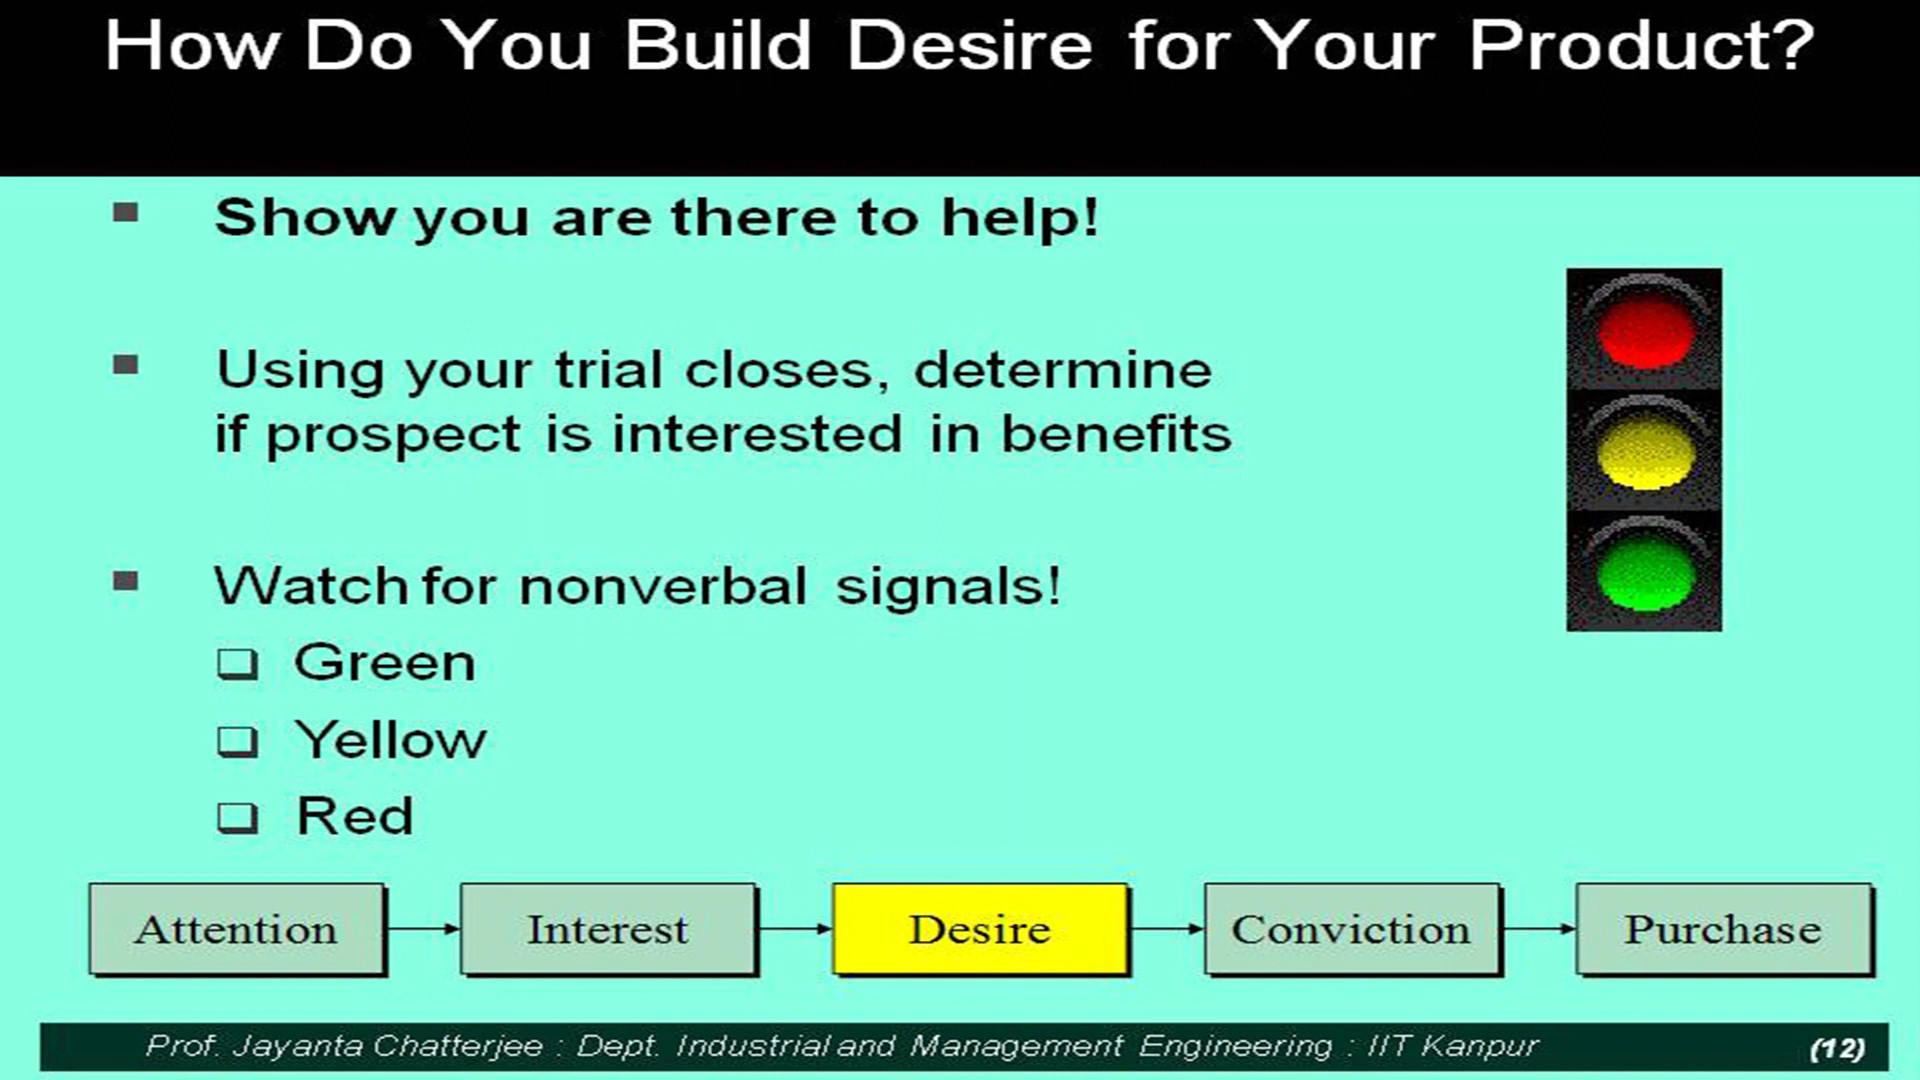 How Do You Build Desire for Your Product?
Show you are there to help!
Using your trial closes, determine
if prospect is interested in benefits
Watch for nonverbal signals!
Green
Yellow
Red
Attention
Interest
Desire
Conviction
Purchase
Prof. Jayanta Chatterjee : Dept. Industrial and Management Engineering : IIT Kanpur
(12)